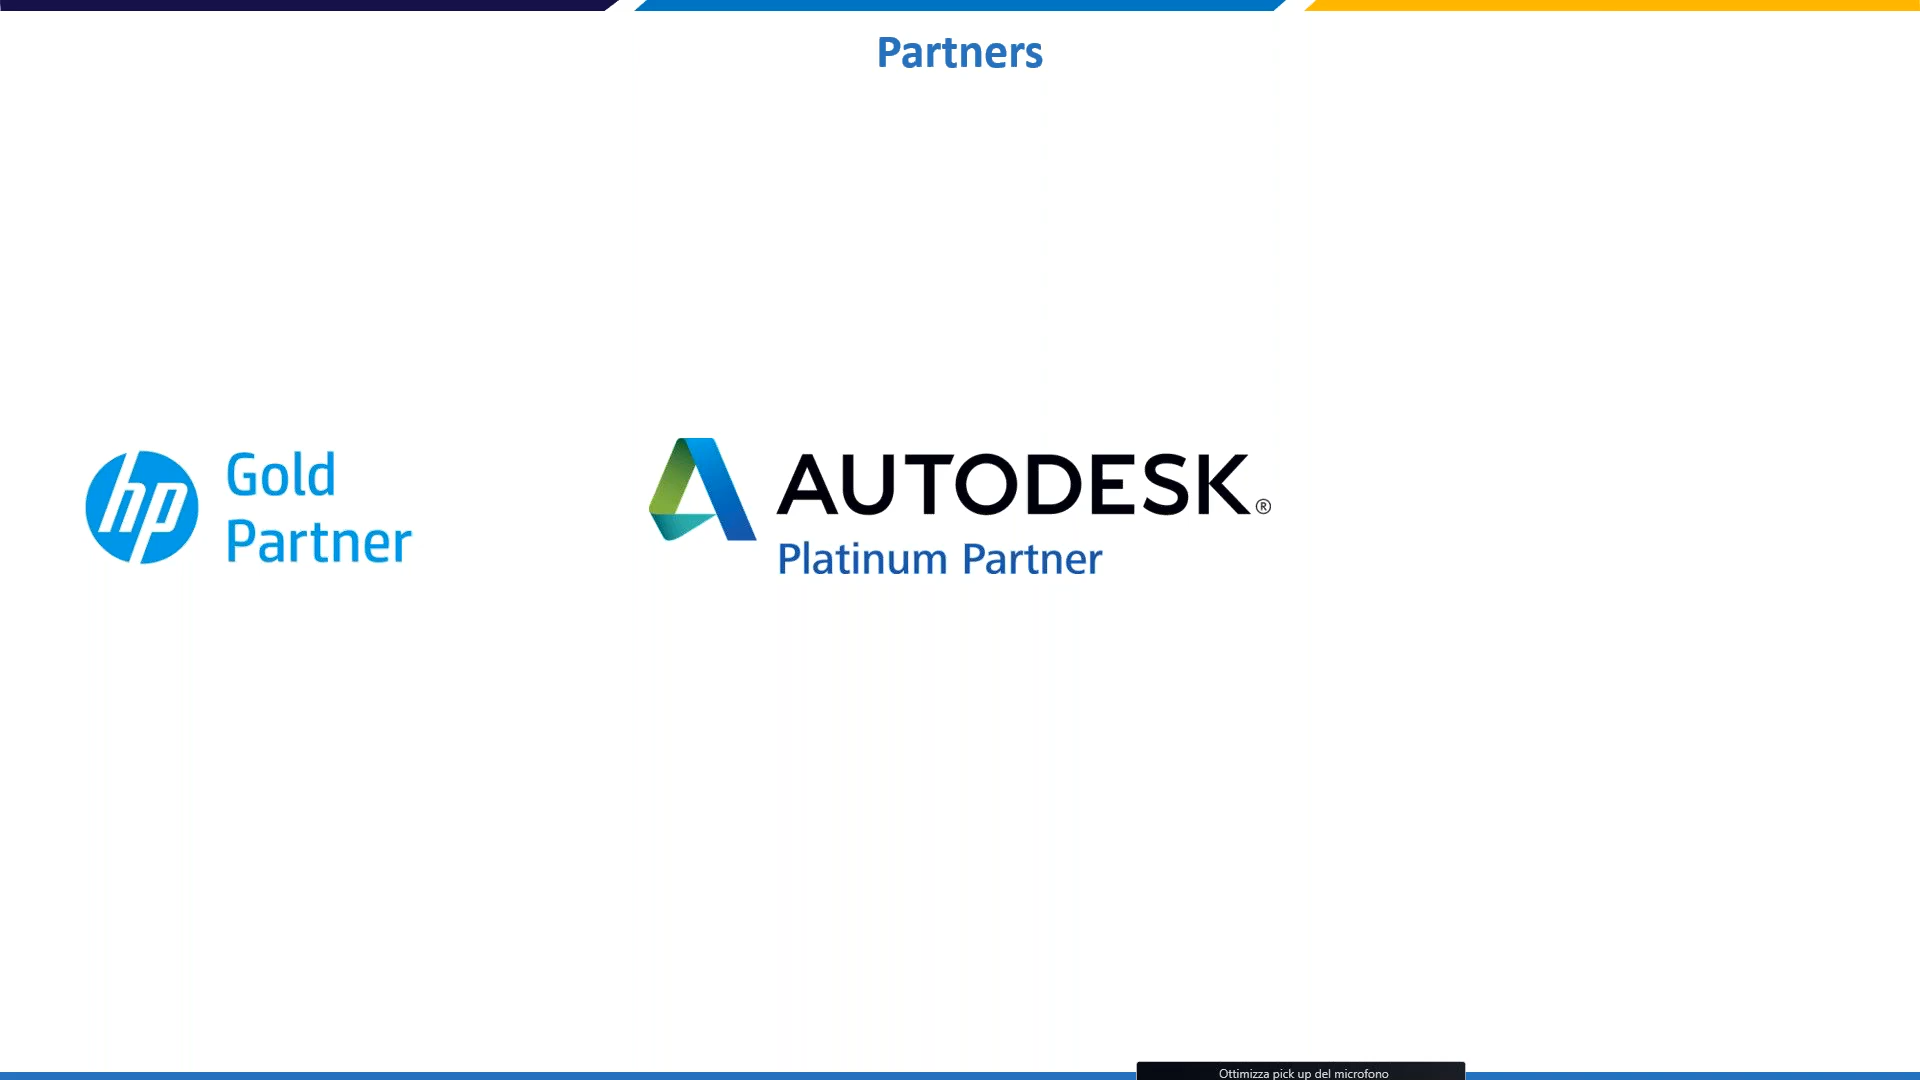 Partners
hp
Gold
Partner
AUTODESK®
Platinum Partner
Ottimizza pick up del microfono